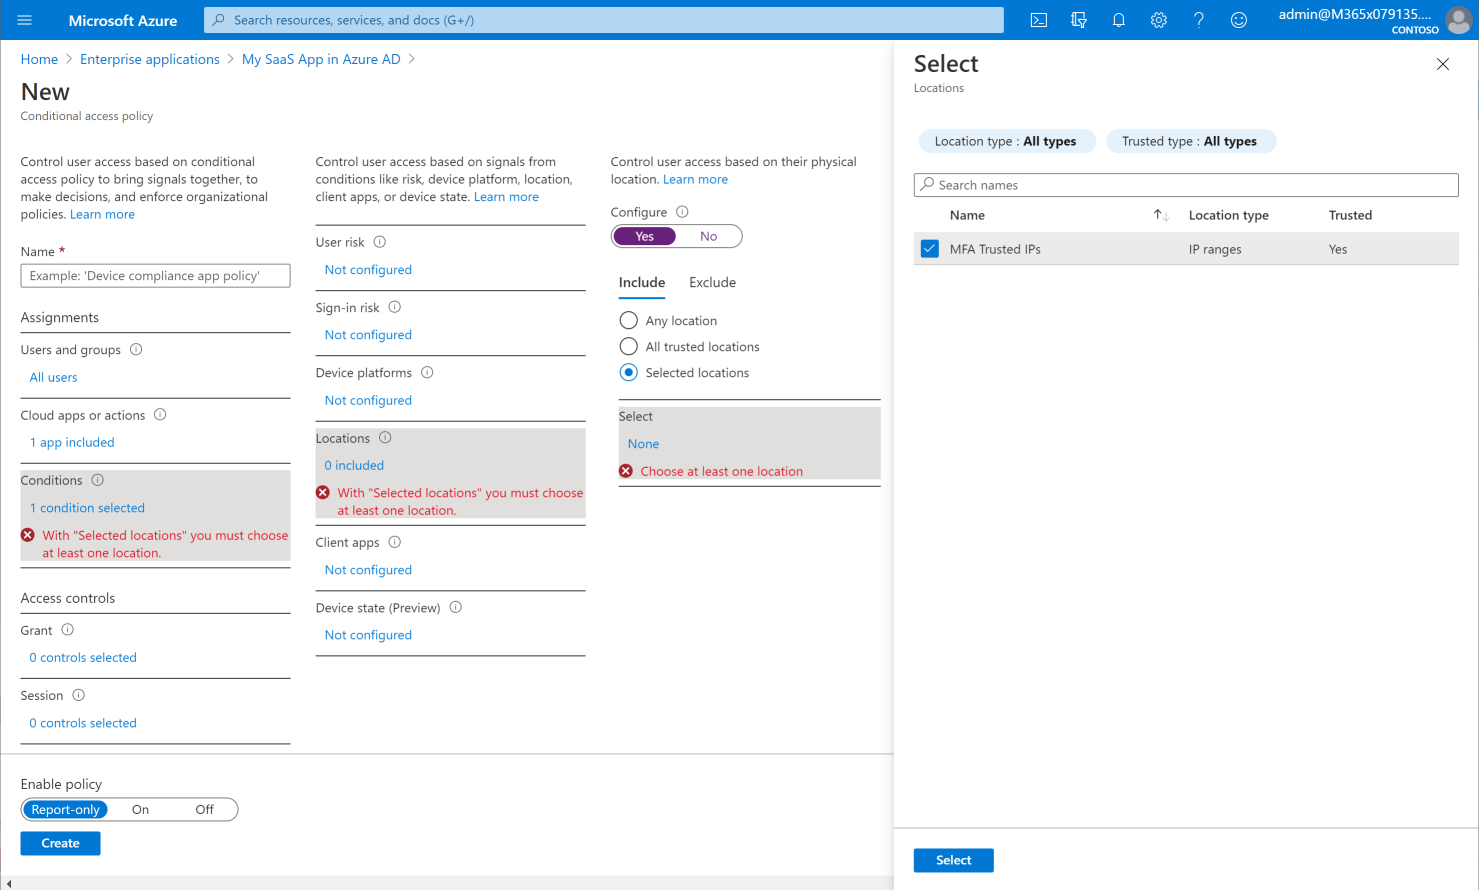 Microsoft Azure
Search resources, services, and docs (G+/)
admin@M365x079135....
CONTOSO
Home > Enterprise applications > My SaaS App in Azure AD >
New
Conditional access policy
Control user access based on conditional
access policy to bring signals together, to
make decisions, and enforce organizational
policies. Learn more
Name *
Example: 'Device compliance app policy'
Assignments
Users and groups
All users
Cloud apps or actions
1 app included
Conditions
1 condition selected
With "Selected locations" you must choose
at least one location.
Access controls
Grant
0 controls selected
Session
0 controls selected
Enable policy
Report-only On Off
Create
Control user access based on signals from
conditions like risk, device platform, location,
client apps, or device state. Learn more
User risk
Not configured
Sign-in risk
Not configured
Device platforms
Not configured
Locations
0 included
With "Selected locations" you must choose
at least one location.
Client apps
Not configured
Device state (Preview)
Not configured
Control user access based on their physical
location. Learn more
Configure
Yes No
Include Exclude
Any location
All trusted locations
Selected locations
Select
None
Choose at least one location
Select
Locations
Location type : All types Trusted type : All types
Search names
Name Location type Trusted
MFA Trusted IPs IP ranges Yes
Select